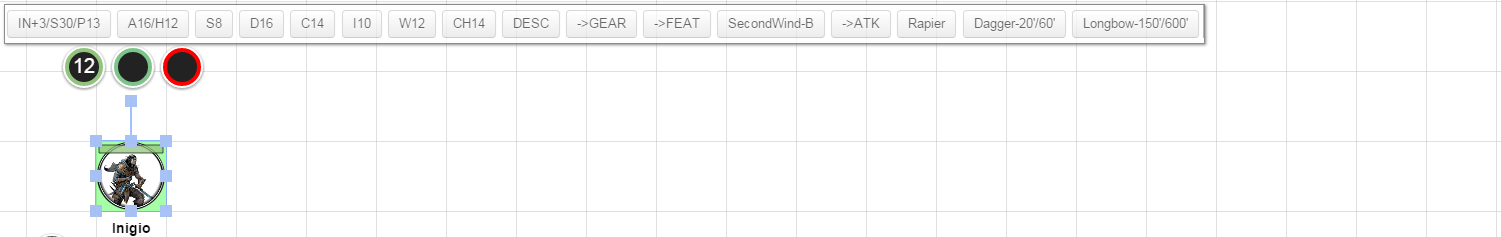 IN+3/S30/P13 A16/H12 S8 D16 C14 I10 W12 CH14 DESC ->GEAR ->FEAT SecondWind-B ->ATK Rapier Dagger-20'/60' Longbow-150'/600'
12
Inigio